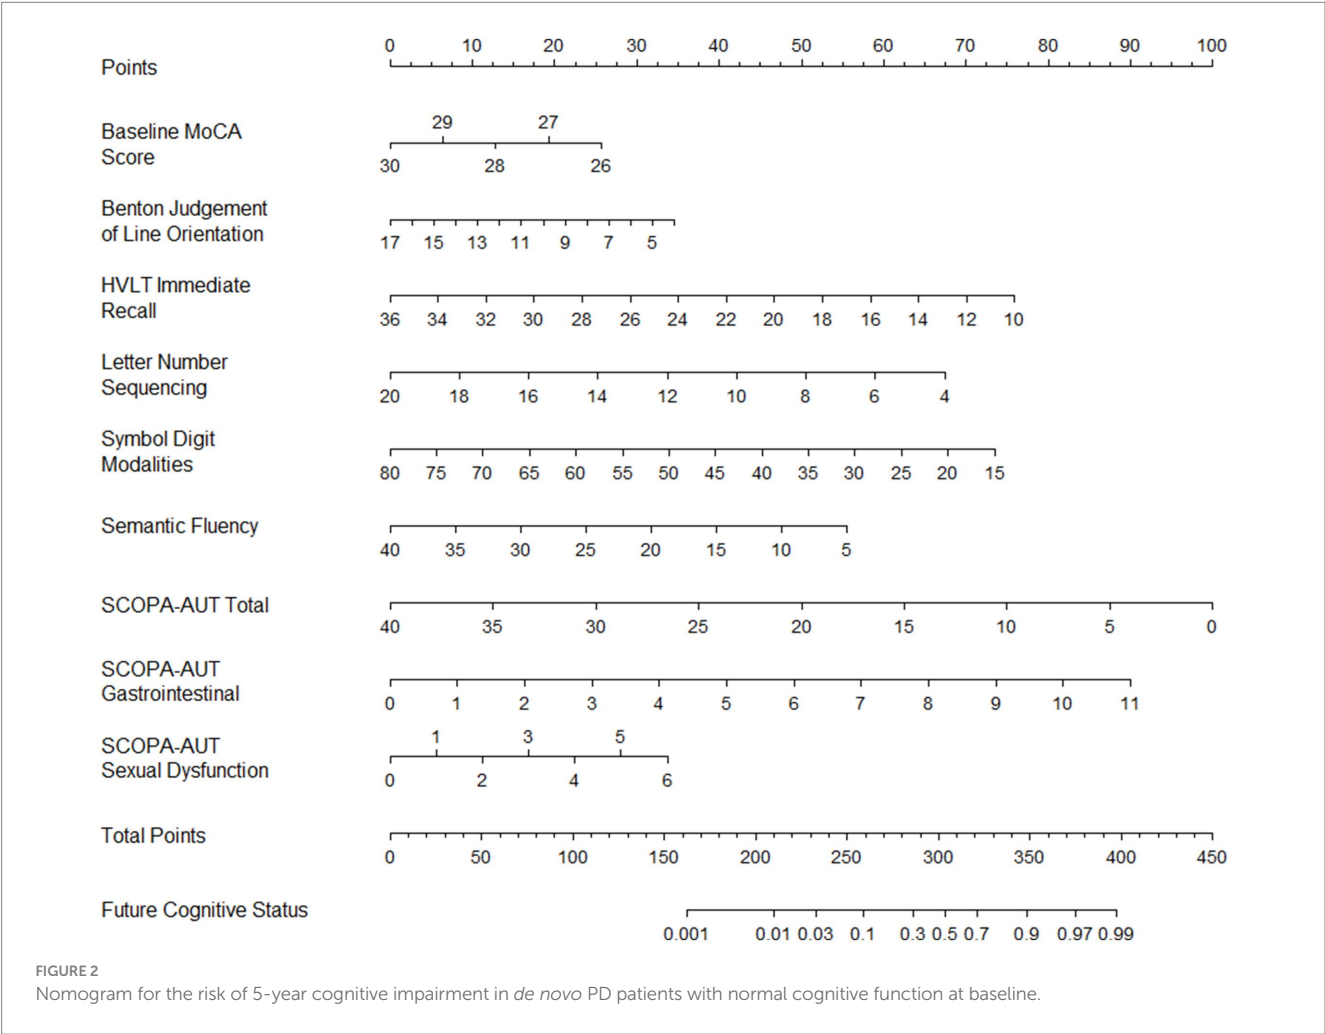 0 10 20 30 40 50 60 70 80 90 100
Points
29 27
Baseline MoCA
Score
30 28 26
Benton Judgement
of Line Orientation
17 15 13 11 9 7 5
HVLT Immediate
Recall
36 34 32 30 28 26 24 22 20 18 16 14 12 10
Letter Number
Sequencing
20 18 16 14 12 10 8 6 4
Symbol Digit
Modalities
80 75 70 65 60 55 50 45 40 35 30 25 20 15
Semantic Fluency
40 35 30 25 20 15 10 5
SCOPA-AUT Total
40 35 30 25 20 15 10 5 0
SCOPA-AUT
Gastrointestinal
0 1 2 3 4 5 6 7 8 9 10 11
1 3 5
SCOPA-AUT
Sexual Dysfunction
0 2 4 6
Total Points
0 50 100 150 200 250 300 350 400 450
Future Cognitive Status
0.001 0.01 0.03 0.1 0.3 0.5 0.7 0.9 0.97 0.99
FIGURE 2
Nomogram for the risk of 5-year cognitive impairment in de novo PD patients with normal cognitive function at baseline.